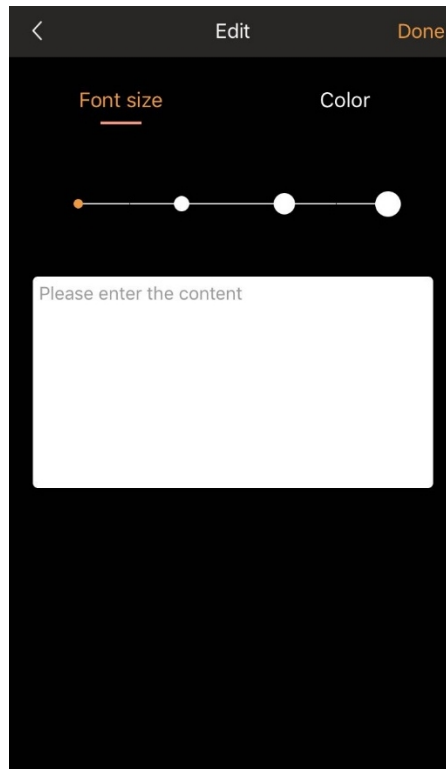 Edit
Done
Font size
Color
Please enter the content